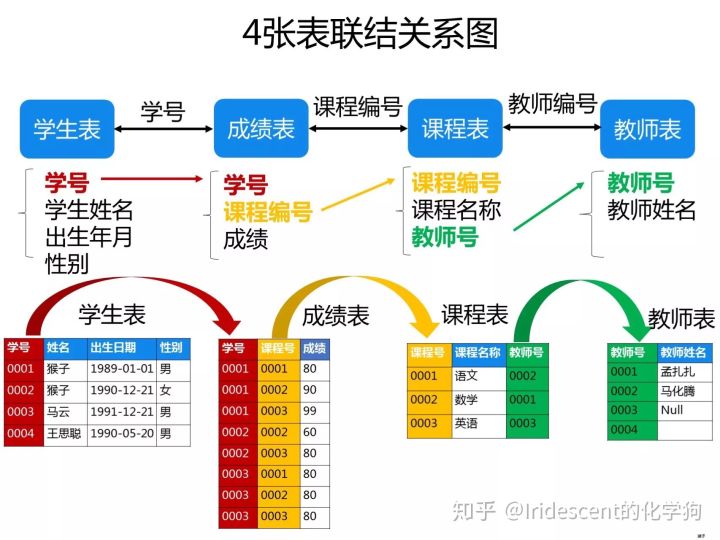 4张表联结关系图
学生表
学号
成绩表
课程编号
课程表
教师编号
教师表
学号
学生姓名
出生年月
性别
学号
课程编号
成绩
课程编号
课程名称
教师号
教师号
教师姓名
学生表
学号 姓名 出生日期 性别
0001 猴子 1989-01-01 男
0002 猴子 1990-12-21 女
0003 马云 1991-12-21 男
0004 王思聪 1990-05-20 男
成绩表
学号 课程号 成绩
0001 0001 80
0001 0002 90
0001 0003 99
0002 0002 60
0002 0003 80
0003 0001 80
0003 0002 80
0003 0003 80
课程表
课程号 课程名称 教师号
0001 语文 0002
0002 数学 0001
0003 英语 0003
教师表
教师号 教师姓名
0001 孟扎扎
0002 马化腾
0003 Null
0004
知乎 @Iridescent的化学狗